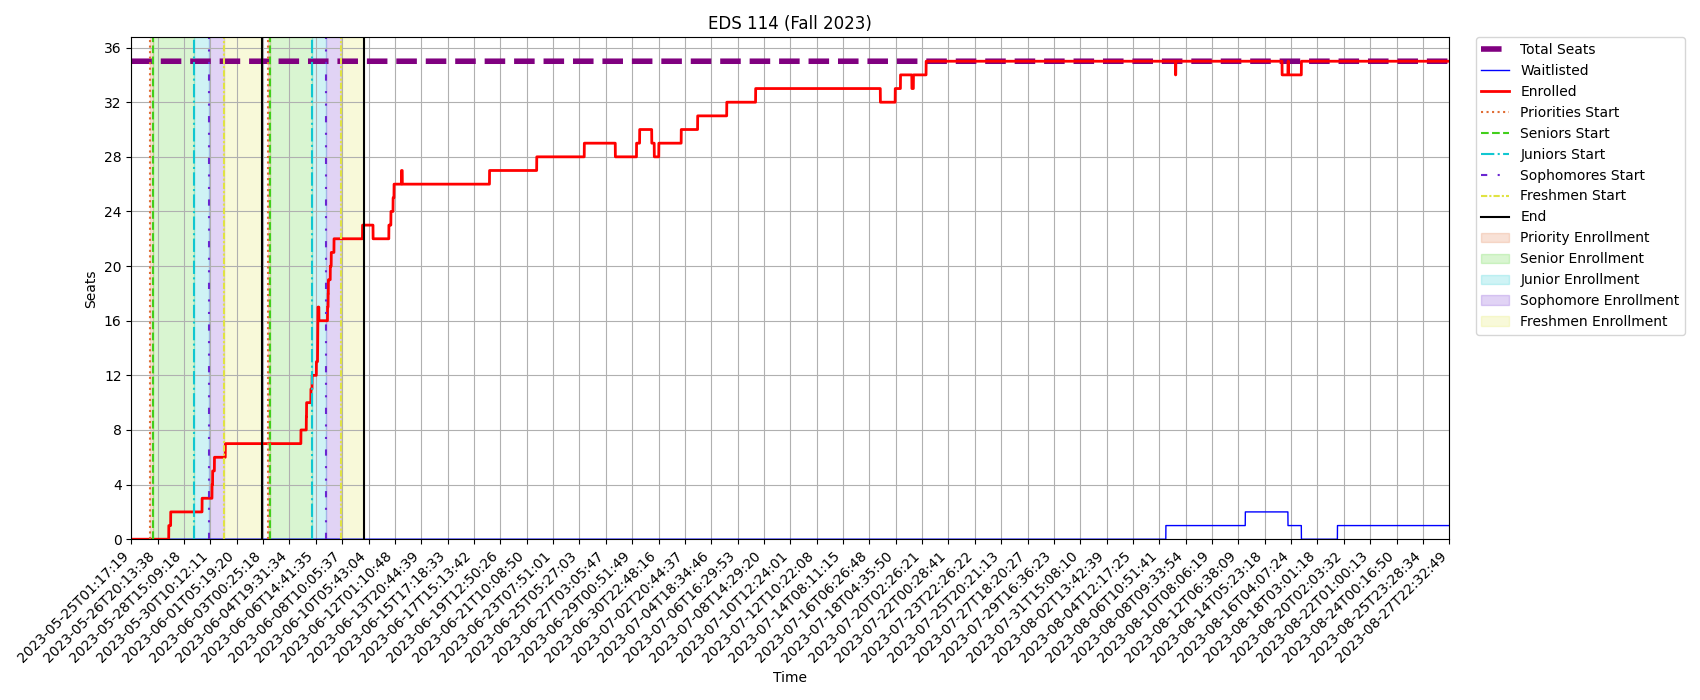 EDS 114 (Fall 2023)
36
32
28
24
20
16
12
8
4
0
Seats
2023-05-25T01:17:19
2023-05-26T20:13:38
2023-05-28T15:09:18
2023-05-30T10:12:11
2023-06-01T05:19:20
2023-06-03T00:25:18
2023-06-04T19:31:34
2023-06-06T14:41:35
2023-06-08T10:05:37
2023-06-10T05:43:04
2023-06-12T01:10:48
2023-06-13T20:44:39
2023-06-15T17:18:33
2023-06-17T15:13:42
2023-06-19T12:50:26
2023-06-21T10:08:50
2023-06-23T07:51:01
2023-06-25T05:27:03
2023-06-27T03:05:47
2023-06-29T00:51:49
2023-06-30T22:48:16
2023-07-02T20:44:37
2023-07-04T18:34:46
2023-07-06T16:29:53
2023-07-08T14:29:20
2023-07-10T12:24:01
2023-07-12T10:22:08
2023-07-14T08:11:15
2023-07-16T06:26:48
2023-07-18T04:35:50
2023-07-20T02:26:21
2023-07-22T00:28:41
2023-07-23T22:26:22
2023-07-25T20:21:13
2023-07-27T18:20:27
2023-07-29T16:36:23
2023-07-31T15:08:10
2023-08-02T13:42:39
2023-08-04T12:17:25
2023-08-06T10:51:41
2023-08-08T09:33:54
2023-08-10T08:06:19
2023-08-12T06:38:09
2023-08-14T05:23:18
2023-08-16T04:07:24
2023-08-18T03:01:18
2023-08-20T02:03:32
2023-08-22T01:00:13
2023-08-24T00:16:50
2023-08-25T23:28:34
2023-08-27T22:32:49
Time
Total Seats
Waitlisted
Enrolled
Priorities Start
Seniors Start
Juniors Start
Sophomores Start
Freshmen Start
End
Priority Enrollment
Senior Enrollment
Junior Enrollment
Sophomore Enrollment
Freshmen Enrollment